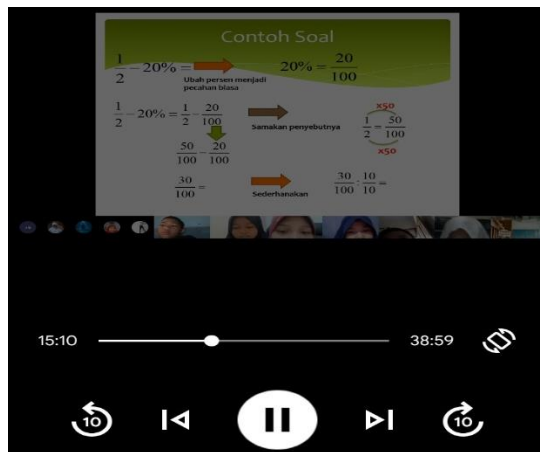 Contoh Soal
1/2 - 20% = 20% = 20/100
Ubah persen menjadi
pecahan biasa
1/2 - 20% = 1/2 - 20/100
Samakan penyebutnya
x50
1/2 = 50/100
x50
50/100 - 20/100
30/100 =
Sederhanakan
30/100 : 10/10 =
15:10
38:59
10
10